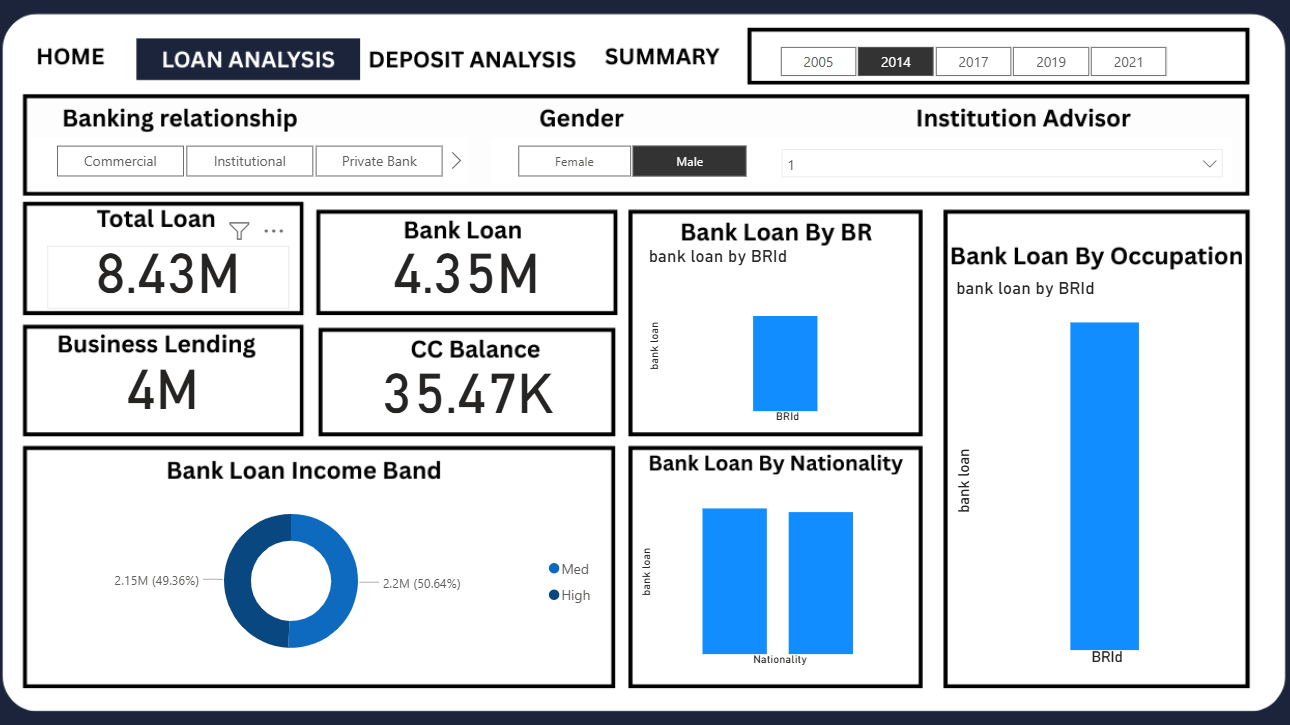 HOME
LOAN ANALYSIS
DEPOSIT ANALYSIS
SUMMARY
2005
2014
2017
2019
2021
Banking relationship
Commercial
Institutional
Private Bank
Gender
Female
Male
Institution Advisor
1
Total Loan
8.43M
Bank Loan
4.35M
Business Lending
4M
CC Balance
35.47K
Bank Loan By BR
bank loan by BRId
bank loan
BRId
Bank Loan By Occupation
bank loan by BRId
bank loan
BRId
Bank Loan Income Band
2.15M (49.36%)
2.2M (50.64%)
Med
High
Bank Loan By Nationality
bank loan
Nationality